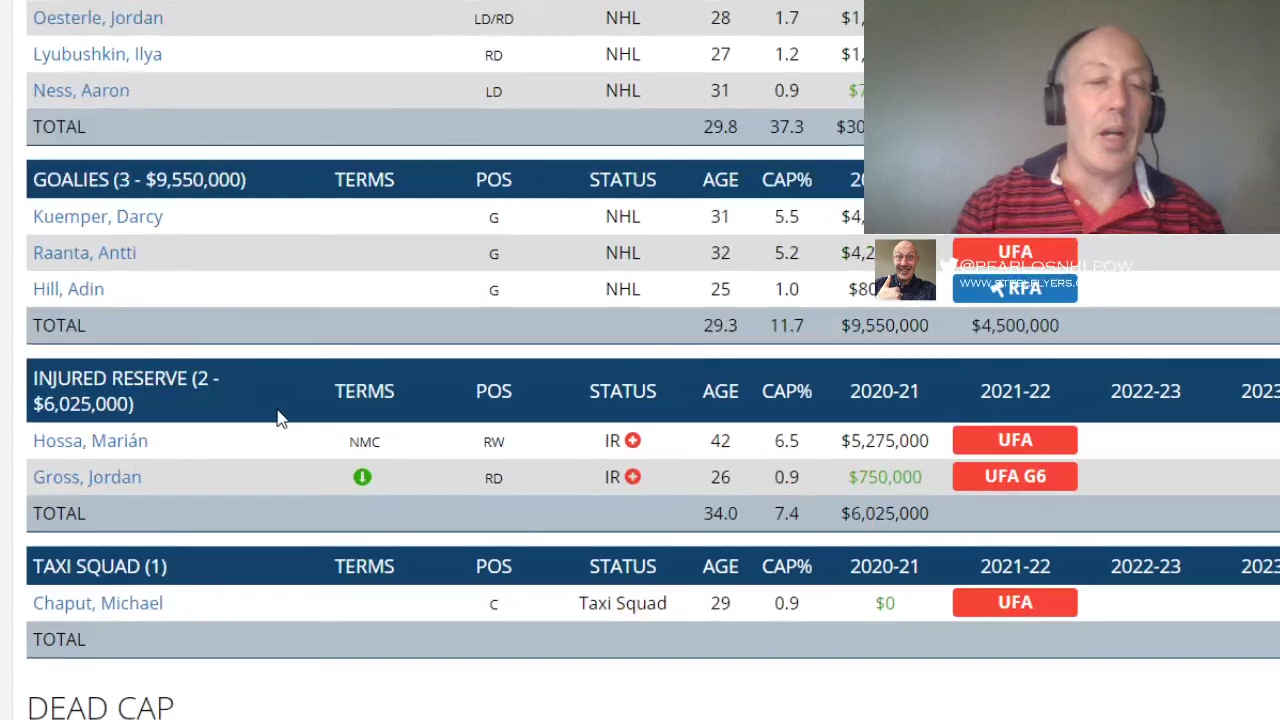 Oesterle, Jordan LD/RD NHL 28 1.7 $1,
Lyubushkin, Ilya RD NHL 27 1.2 $1,
Ness, Aaron LD NHL 31 0.9 $7
TOTAL 29.8 37.3 $30
GOALIES (3 - $9,550,000) TERMS POS STATUS AGE CAP% 20
Kuemper, Darcy G NHL 31 5.5 $4,
Raanta, Antti G NHL 32 5.2 $4,2 UFA
@PEARLOSNHLPOW
Hill, Adin G NHL 25 1.0 $80 RFA
WWW.STEELFLYERS.C
TOTAL 29.3 11.7 $9,550,000 $4,500,000
INJURED RESERVE (2 -
$6,025,000) TERMS POS STATUS AGE CAP% 2020-21 2021-22 2022-23 2023
Hossa, Marián NMC RW IR 42 6.5 $5,275,000 UFA
Gross, Jordan RD IR 26 0.9 $750,000 UFA G6
TOTAL 34.0 7.4 $6,025,000
TAXI SQUAD (1) TERMS POS STATUS AGE CAP% 2020-21 2021-22 2022-23 2023
Chaput, Michael C Taxi Squad 29 0.9 $0 UFA
TOTAL
DEAD CAP